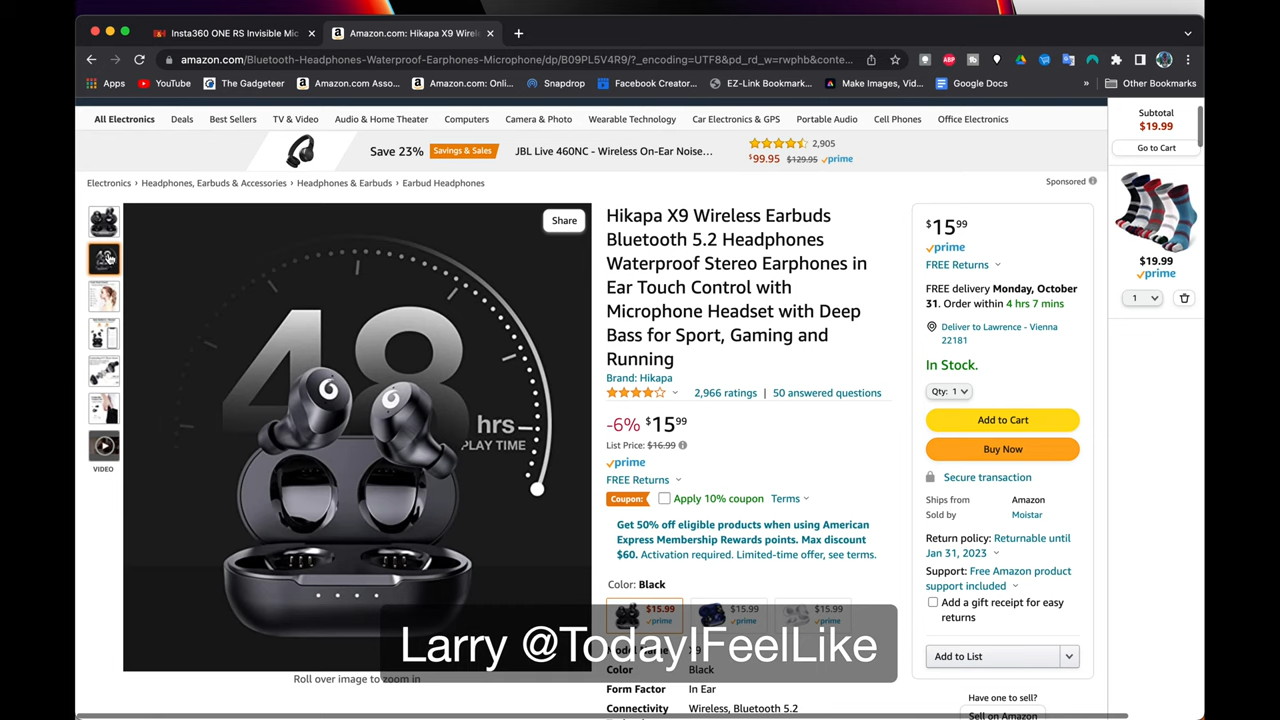 Insta360 ONE RS Invisible Mic
Amazon.com: Hikapa X9 Wirele
amazon.com/Bluetooth-Headphones-Waterproof-Earphones-Microphone/dp/B09PL5V4R9/?_encoding=UTF8&pd_rd_w=rwphb&conte...
Apps
YouTube
The Gadgeteer
Amazon.com Asso...
Amazon.com: Onli...
Snapdrop
Facebook Creator...
EZ-Link Bookmark...
Make Images, Vid...
Google Docs
»
Other Bookmarks
All Electronics
Deals
Best Sellers
TV & Video
Audio & Home Theater
Computers
Camera & Photo
Wearable Technology
Car Electronics & GPS
Portable Audio
Cell Phones
Office Electronics
Subtotal
$19.99
Go to Cart
Save 23%
Savings & Sales
JBL Live 460NC - Wireless On-Ear Noise...
2,905
$99.95 $129.95 prime
Electronics › Headphones, Earbuds & Accessories › Headphones & Earbuds › Earbud Headphones
Sponsored
Share
48
hrs
PLAY TIME
VIDEO
Roll over image to zoom in
Hikapa X9 Wireless Earbuds
Bluetooth 5.2 Headphones
Waterproof Stereo Earphones in
Ear Touch Control with
Microphone Headset with Deep
Bass for Sport, Gaming and
Running
Brand: Hikapa
2,966 ratings | 50 answered questions
-6% $15.99
List Price: $16.99
prime
FREE Returns
Coupon:
Apply 10% coupon
Terms
Get 50% off eligible products when using American
Express Membership Rewards points. Max discount
$60. Activation required. Limited-time offer, see terms.
Color: Black
$15.99
prime
$15.99
prime
$15.99
prime
Larry @TodayIFeelLike
Color Black
Form Factor In Ear
Connectivity Wireless, Bluetooth 5.2
$15.99
prime
FREE Returns
FREE delivery Monday, October
31. Order within 4 hrs 7 mins
Deliver to Lawrence - Vienna
22181
In Stock.
Qty: 1
Add to Cart
Buy Now
Secure transaction
Ships from Amazon
Sold by Moistar
Return policy: Returnable until
Jan 31, 2023
Support: Free Amazon product
support included
Add a gift receipt for easy
returns
Add to List
Have one to sell?
Sell on Amazon
$19.99
prime
1